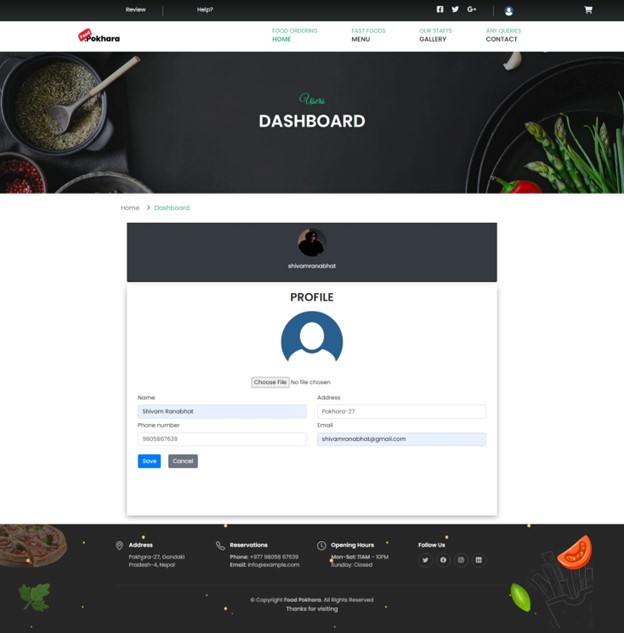 Review
Help?
Food
Pokhara
FOOD ORDERING
HOME
FAST FOODS
MENU
OUR STAFFS
GALLERY
ANY QUERIES
CONTACT
Users
DASHBOARD
Home > Dashboard
shivamranabhat
PROFILE
Choose File No file chosen
Name
Shivam Ranabhat
Address
Pokhara-27
Phone number
9805867639
Email
shivamranabhat@gmail.com
Save
Cancel
Address
Pokhara-27, Gandaki
Pradesh-4, Nepal
Reservations
Phone: +977 98058 67639
Email: info@example.com
Opening Hours
Mon-Sat: 11AM - 10PM
Sunday: Closed
Follow Us
© Copyright Food Pokhara. All Rights Reserved
Thanks for visiting